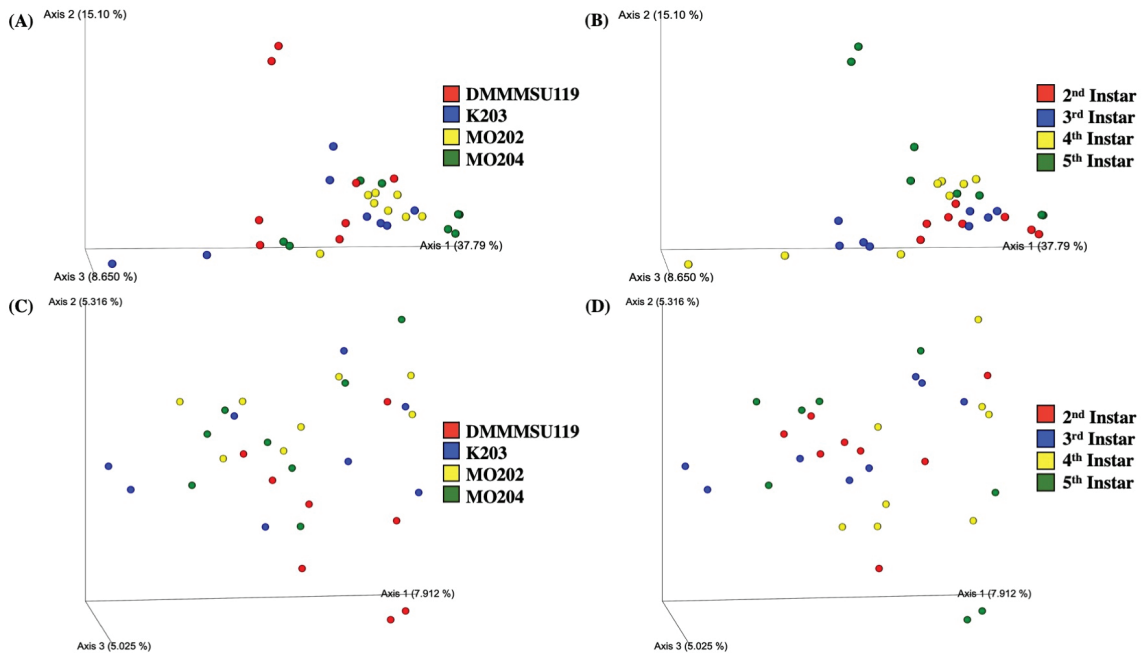 (A)
Axis 2 (15.10 %)
DMMMSU119
K203
MO202
MO204
Axis 1 (37.79 %)
Axis 3 (8.650 %)
(B)
Axis 2 (15.10 %)
2nd Instar
3rd Instar
4th Instar
5th Instar
Axis 1 (37.79 %)
Axis 3 (8.650 %)
(C)
Axis 2 (5.316 %)
DMMMSU119
K203
MO202
MO204
Axis 1 (7.912 %)
Axis 3 (5.025 %)
(D)
Axis 2 (5.316 %)
2nd Instar
3rd Instar
4th Instar
5th Instar
Axis 1 (7.912 %)
Axis 3 (5.025 %)